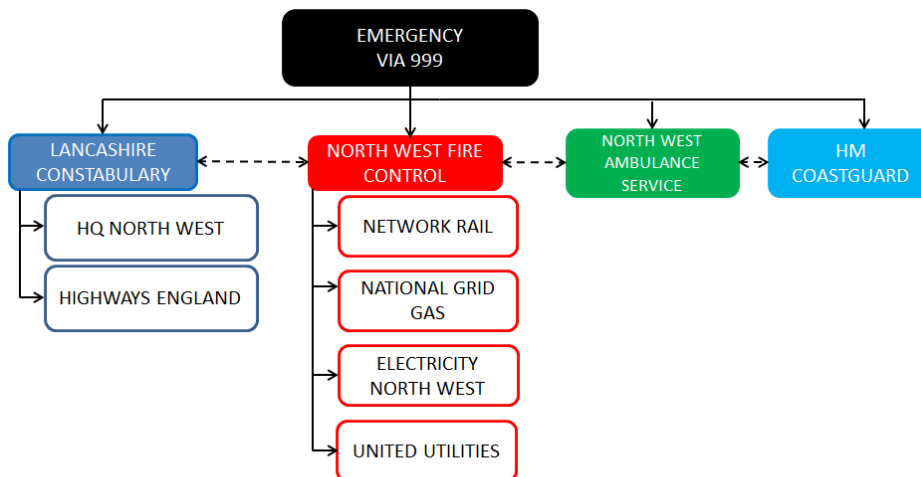 EMERGENCY
VIA 999
LANCASHIRE
CONSTABULARY
NORTH WEST FIRE
CONTROL
NORTH WEST
AMBULANCE
SERVICE
HM
COASTGUARD
HQ NORTH WEST
HIGHWAYS ENGLAND
NETWORK RAIL
NATIONAL GRID
GAS
ELECTRICITY
NORTH WEST
UNITED UTILITIES